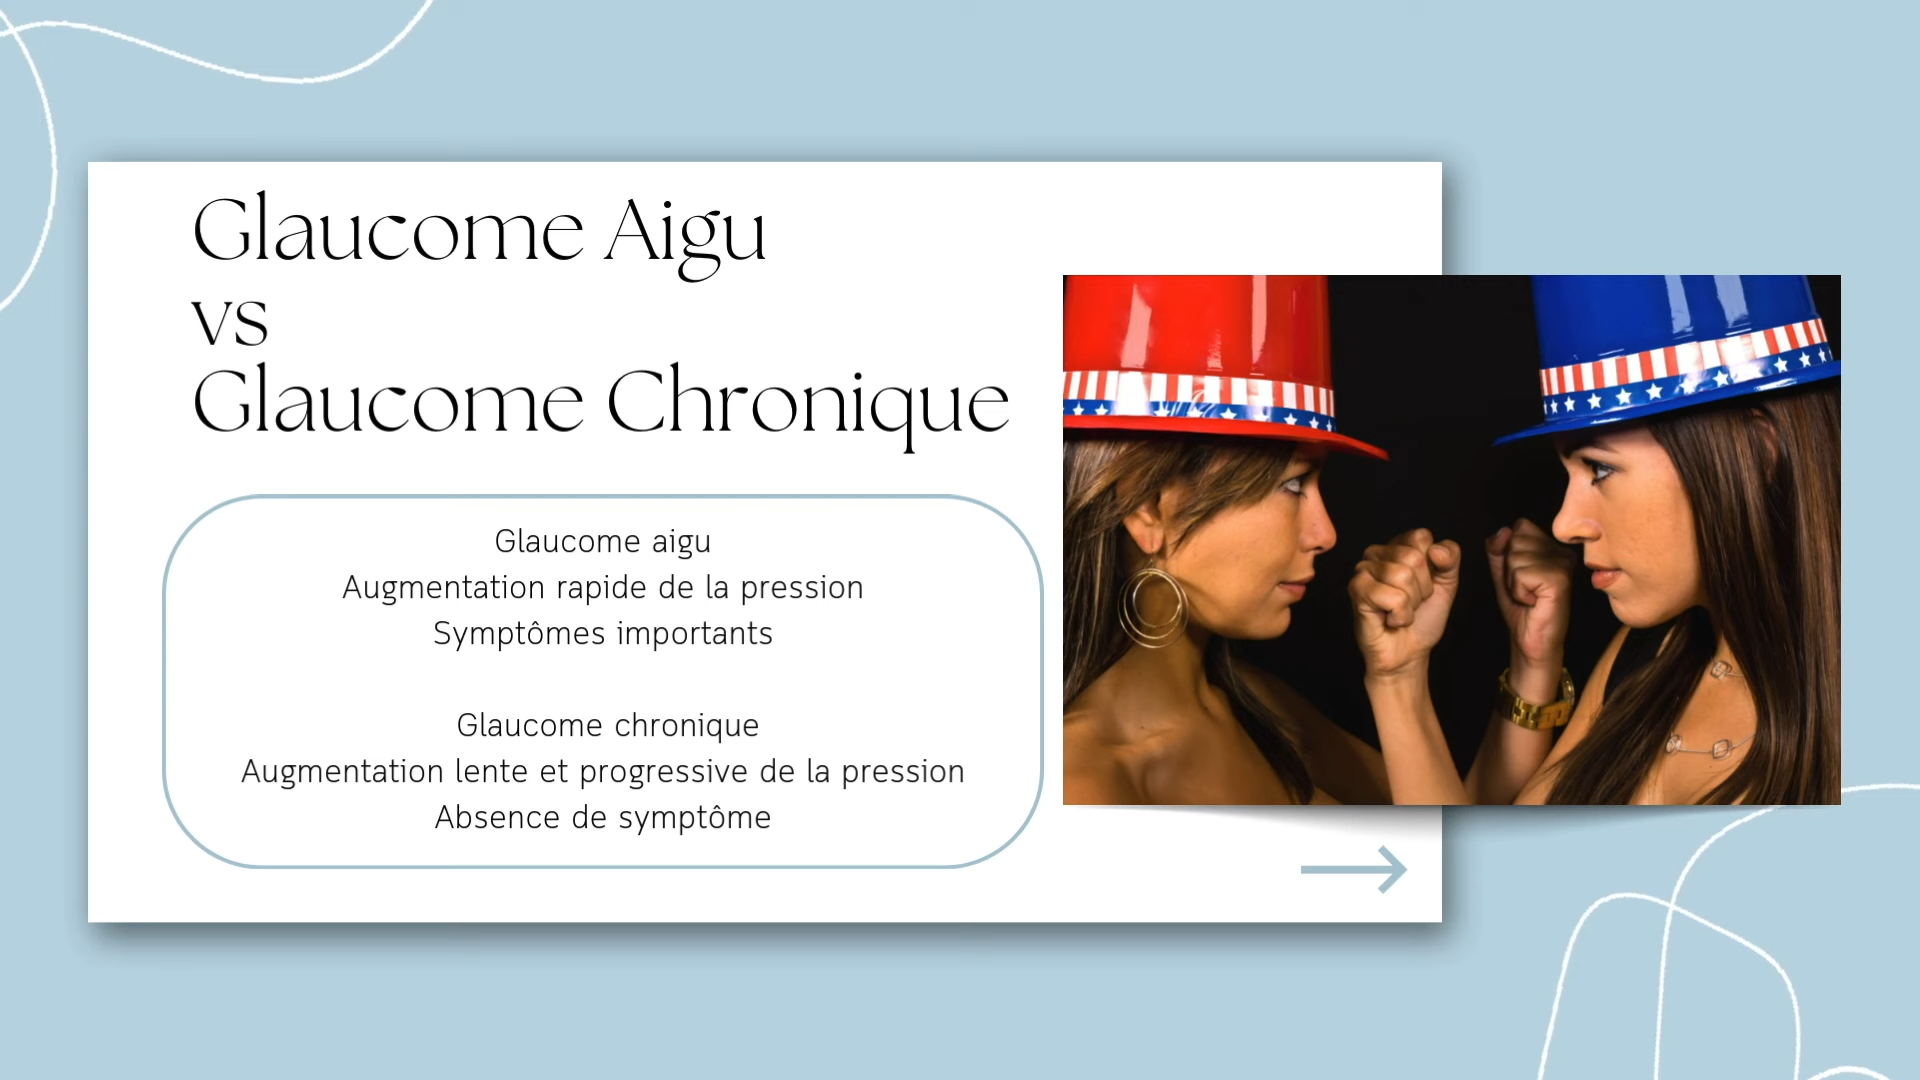 Glaucome Aigu
vs
Glaucome Chronique
Glaucome aigu
Augmentation rapide de la pression
Symptômes importants
Glaucome chronique
Augmentation lente et progressive de la pression
Absence de symptôme